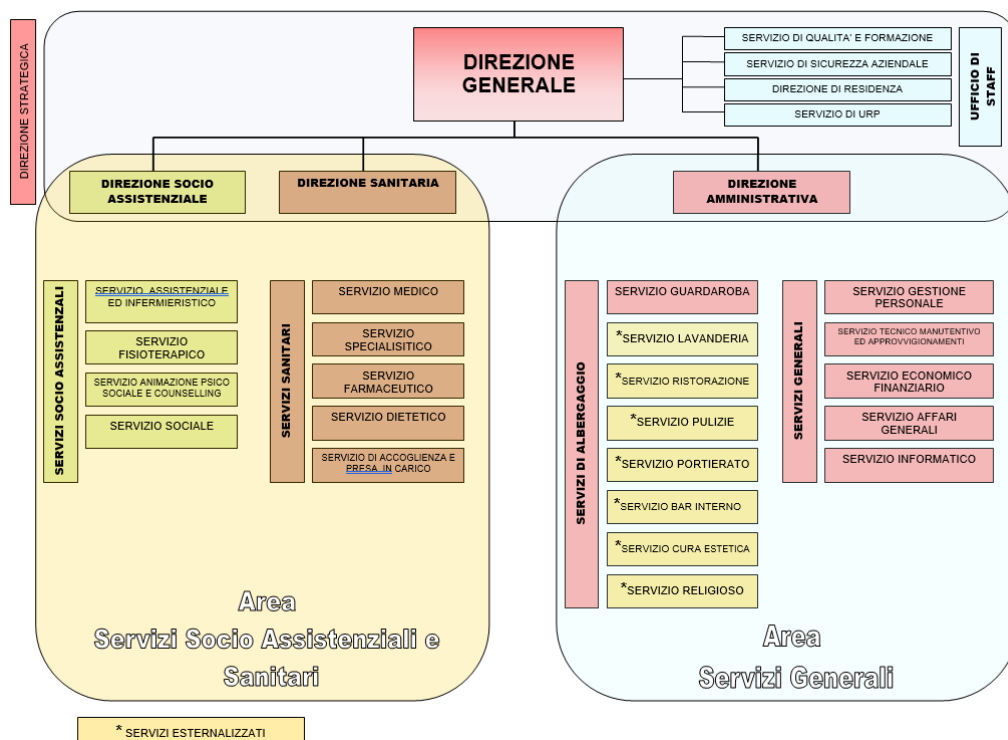 DIREZIONE STRATEGICA
DIREZIONE
GENERALE
SERVIZIO DI QUALITA' E FORMAZIONE
SERVIZIO DI SICUREZZA AZIENDALE
DIREZIONE DI RESIDENZA
SERVIZIO DI URP
UFFICIO DI
STAFF
DIREZIONE SOCIO
ASSISTENZIALE
DIREZIONE SANITARIA
DIREZIONE
AMMINISTRATIVA
SERVIZI SOCIO ASSISTENZALI
SERVIZIO ASSISTENZIALE
ED INFERMIERISTICO
SERVIZIO
FISIOTERAPICO
SERVIZIO ANIMAZIONE PSICO
SOCIALE E COUNSELLING
SERVIZIO SOCIALE
SERVIZI SANITARI
SERVIZIO MEDICO
SERVIZIO
SPECIALISITICO
SERVIZIO
FARMACEUTICO
SERVIZIO DIETETICO
SERVIZIO DI ACCOGLIENZA E
PRESA IN CARICO
SERVIZI DI ALBERGAGGIO
SERVIZIO GUARDAROBA
*SERVIZIO LAVANDERIA
*SERVIZIO RISTORAZIONE
*SERVIZIO PULIZIE
*SERVIZIO PORTIERATO
*SERVIZIO BAR INTERNO
*SERVIZIO CURA ESTETICA
*SERVIZIO RELIGIOSO
SERVIZI GENERALI
SERVIZIO GESTIONE
PERSONALE
SERVIZIO TECNICO MANUTENTIVO
ED APPROVVIGIONAMENTI
SERVIZIO ECONOMICO
FINANZIARIO
SERVIZIO AFFARI
GENERALI
SERVIZIO INFORMATICO
Area
Servizi Socio Assistenziali e
Sanitari
Area
Servizi Generali
* SERVIZI ESTERNALIZZATI